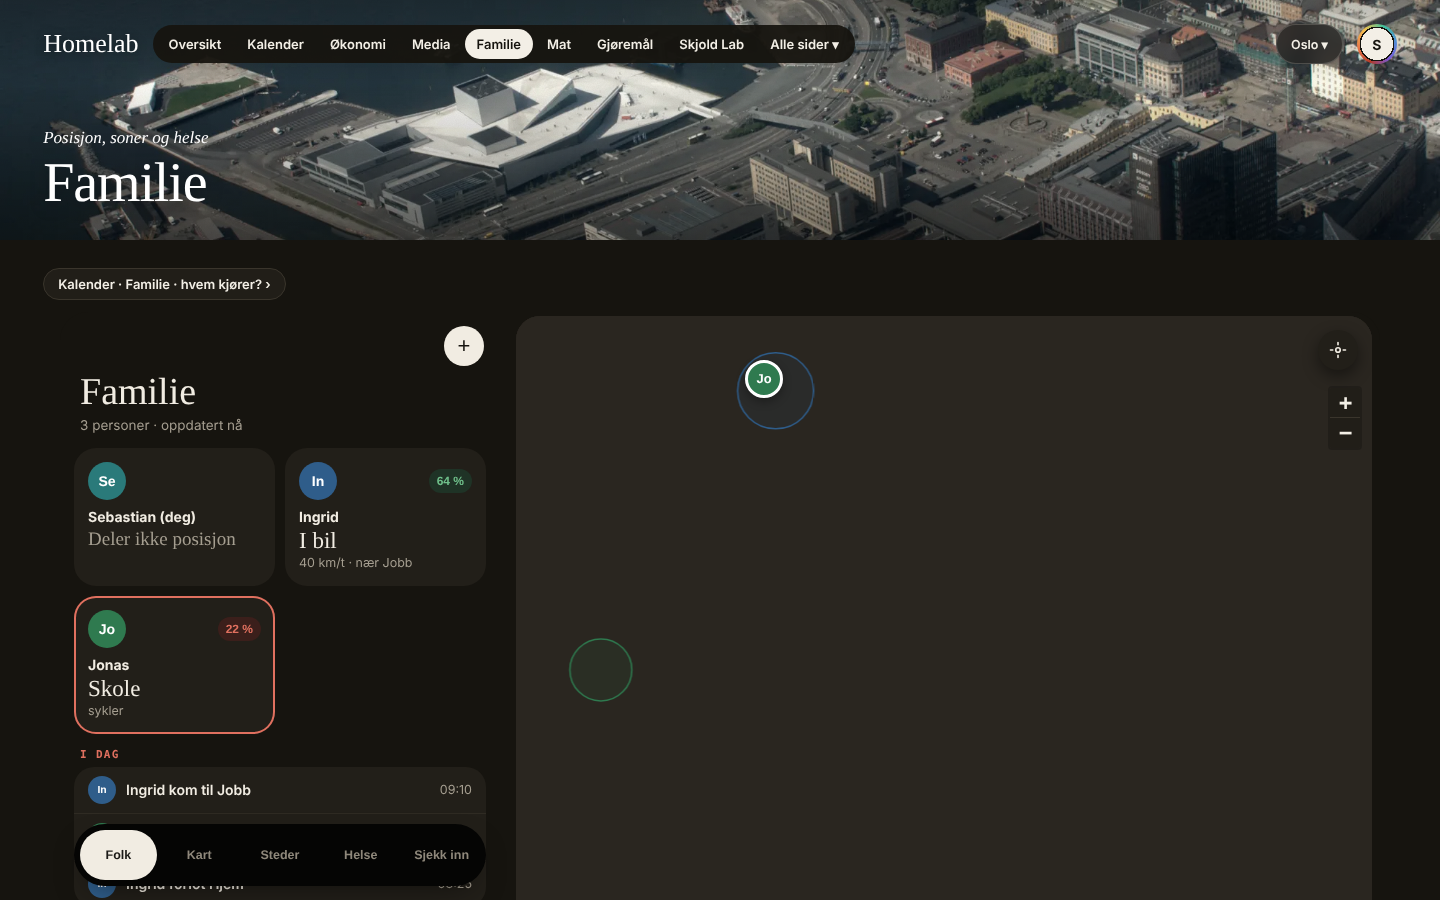 Homelab
Oversikt
Kalender
Økonomi
Media
Familie
Mat
Gjøremål
Skjold Lab
Alle sider ▾
Oslo ▾
S
Posisjon, soner og helse
Familie
Kalender · Familie · hvem kjører? ›
+
Familie
3 personer · oppdatert nå
Se
Sebastian (deg)
Deler ikke posisjon
In
64 %
Ingrid
I bil
40 km/t · nær Jobb
Jo
22 %
Jonas
Skole
sykler
I DAG
In
Ingrid kom til Jobb
09:10
Folk
Kart
Steder
Helse
Sjekk inn
Jo
+
−